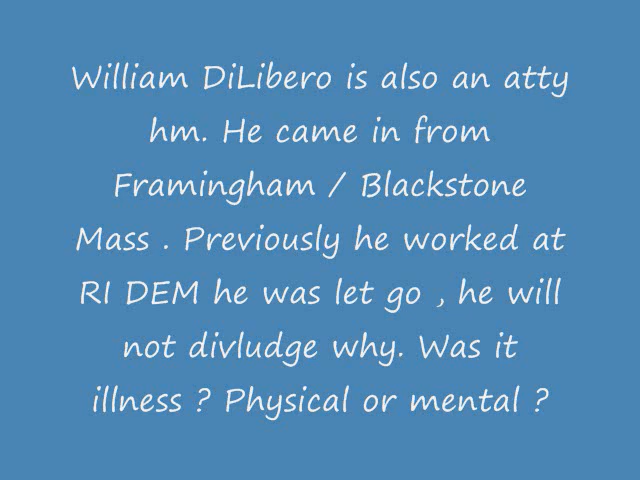 William DiLibero is also an atty
hm. He came in from
Framingham / Blackstone
Mass . Previously he worked at
RI DEM he was let go , he will
not divludge why. Was it
illness ? Physical or mental ?